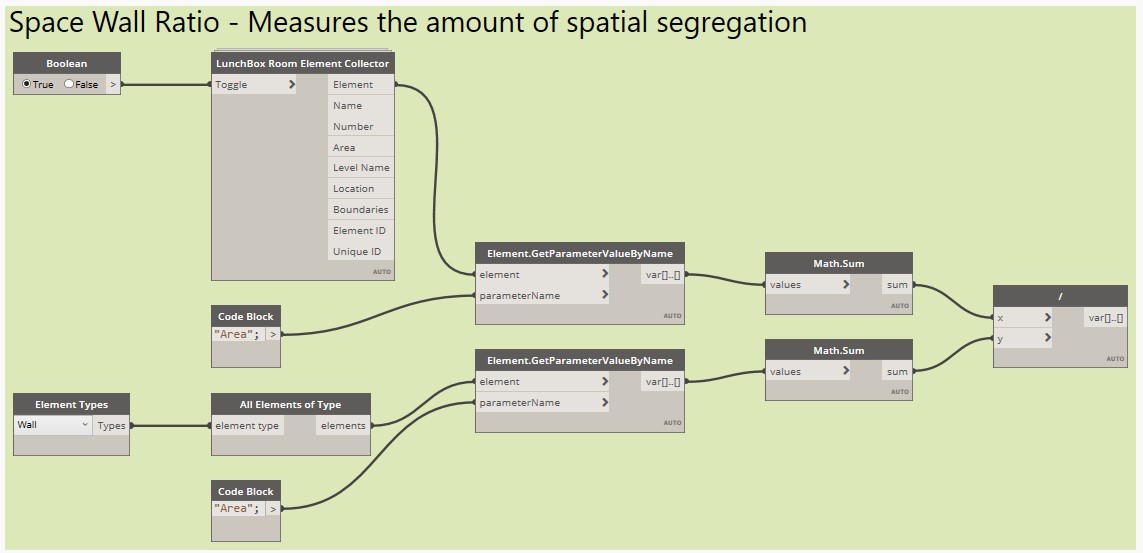 Space Wall Ratio - Measures the amount of spatial segregation
Boolean
True False >
LunchBox Room Element Collector
Toggle > Element
Name
Number
Area
Level Name
Location
Boundaries
Element ID
Unique ID
AUTO
Code Block
"Area"; >
Element Types
Wall Types
All Elements of Type
element type elements
Code Block
"Area"; >
Element.GetParameterValueByName
element > var[]..[]
parameterName >
AUTO
Element.GetParameterValueByName
element > var[]..[]
parameterName >
AUTO
Math.Sum
values > sum
AUTO
Math.Sum
values > sum
AUTO
/
x > var[]..[]
y >
AUTO